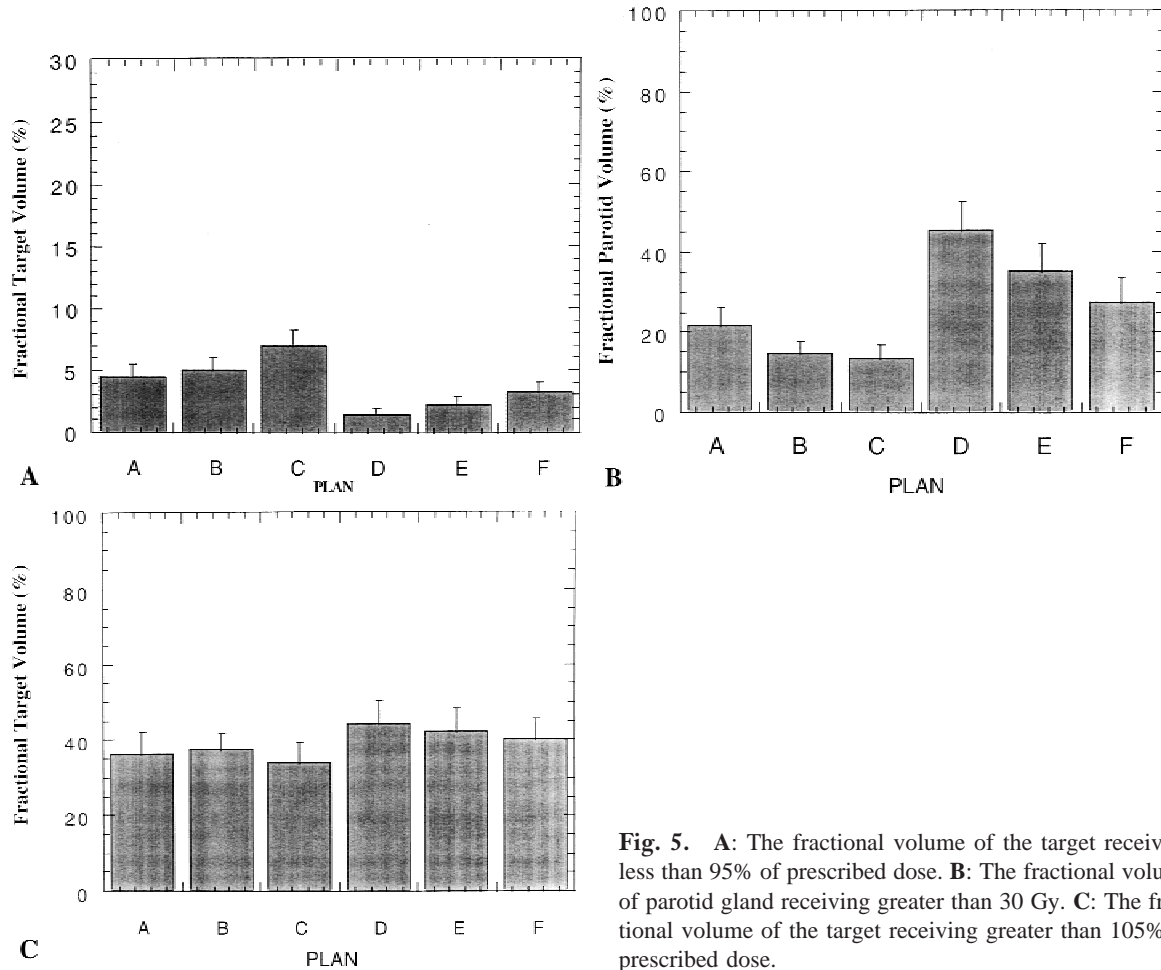 30
25
20
15
10
5
0
Fractional Target Volume (%)
A B C D E F
PLAN
A
100
80
60
40
20
0
Fractional Parotid Volume (%)
A B C D E F
PLAN
B
100
80
60
40
20
0
Fractional Target Volume (%)
A B C D E F
PLAN
C
Fig. 5. A: The fractional volume of the target receiv
less than 95% of prescribed dose. B: The fractional volu
of parotid gland receiving greater than 30 Gy. C: The fr
tional volume of the target receiving greater than 105%
prescribed dose.